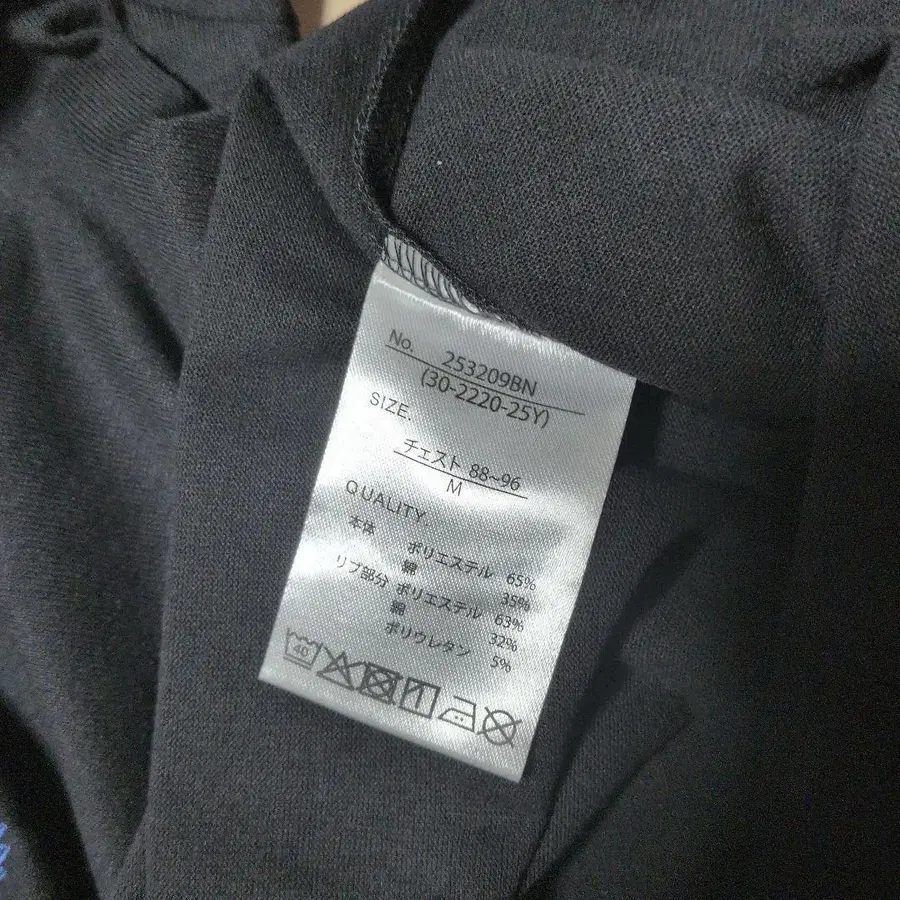 No. 253209BN
(30-2220-25Y)
SIZE.
チェスト 88~96
M
QUALITY.
本体 ポリエステル 65%
綿 35%
リブ部分 ポリエステル 63%
綿 32%
ポリウレタン 5%
40